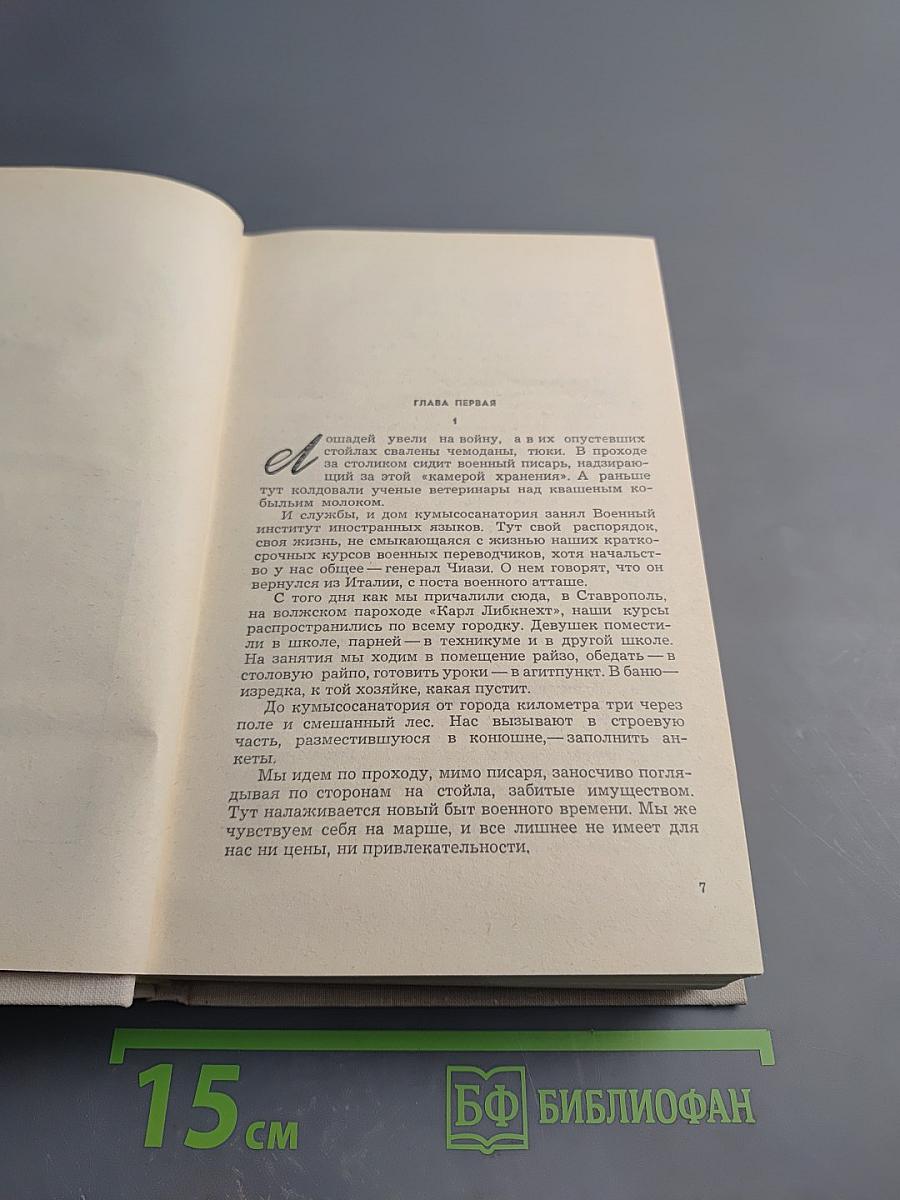 ГЛАВА ПЕРВАЯ
1
Лошадей увели на войну, а в их опустевших
стойлах свалены чемоданы, тюки. В проходе
за столиком сидит военный писарь, надзираю-
щий за этой «камерой хранения». А раньше
тут колдовали ученые ветеринары над квашеным ко-
быльим молоком.
И службы, и дом кумысосанатория занял Военный
институт иностранных языков. Тут свой распорядок,
своя жизнь, не смыкающаяся с жизнью наших кратко-
срочных курсов военных переводчиков, хотя начальст-
во у нас общее — генерал Чиази. О нем говорят, что он
вернулся из Италии, с поста военного атташе.
С того дня как мы причалили сюда, в Ставрополь,
на волжском пароходе «Карл Либкнехт», наши курсы
распространились по всему городку. Девушек помести-
ли в школе, парней — в техникуме и в другой школе.
На занятия мы ходим в помещение райзо, обедать — в
столовую райпо, готовить уроки — в агитпункт. В баню —
изредка, к той хозяйке, какая пустит.
До кумысосанатория от города километра три через
поле и смешанный лес. Нас вызывают в строевую
часть, разместившуюся в конюшне, — заполнить ан-
кеты.
Мы идем по проходу, мимо писаря, заносчиво погля-
дывая по сторонам на стойла, забитые имуществом.
Тут налаживается новый быт военного времени. Мы же
чувствуем себя на марше, и все лишнее не имеет для
нас ни цены, ни привлекательности.
7
15 см
БФ БИБЛИОФАН